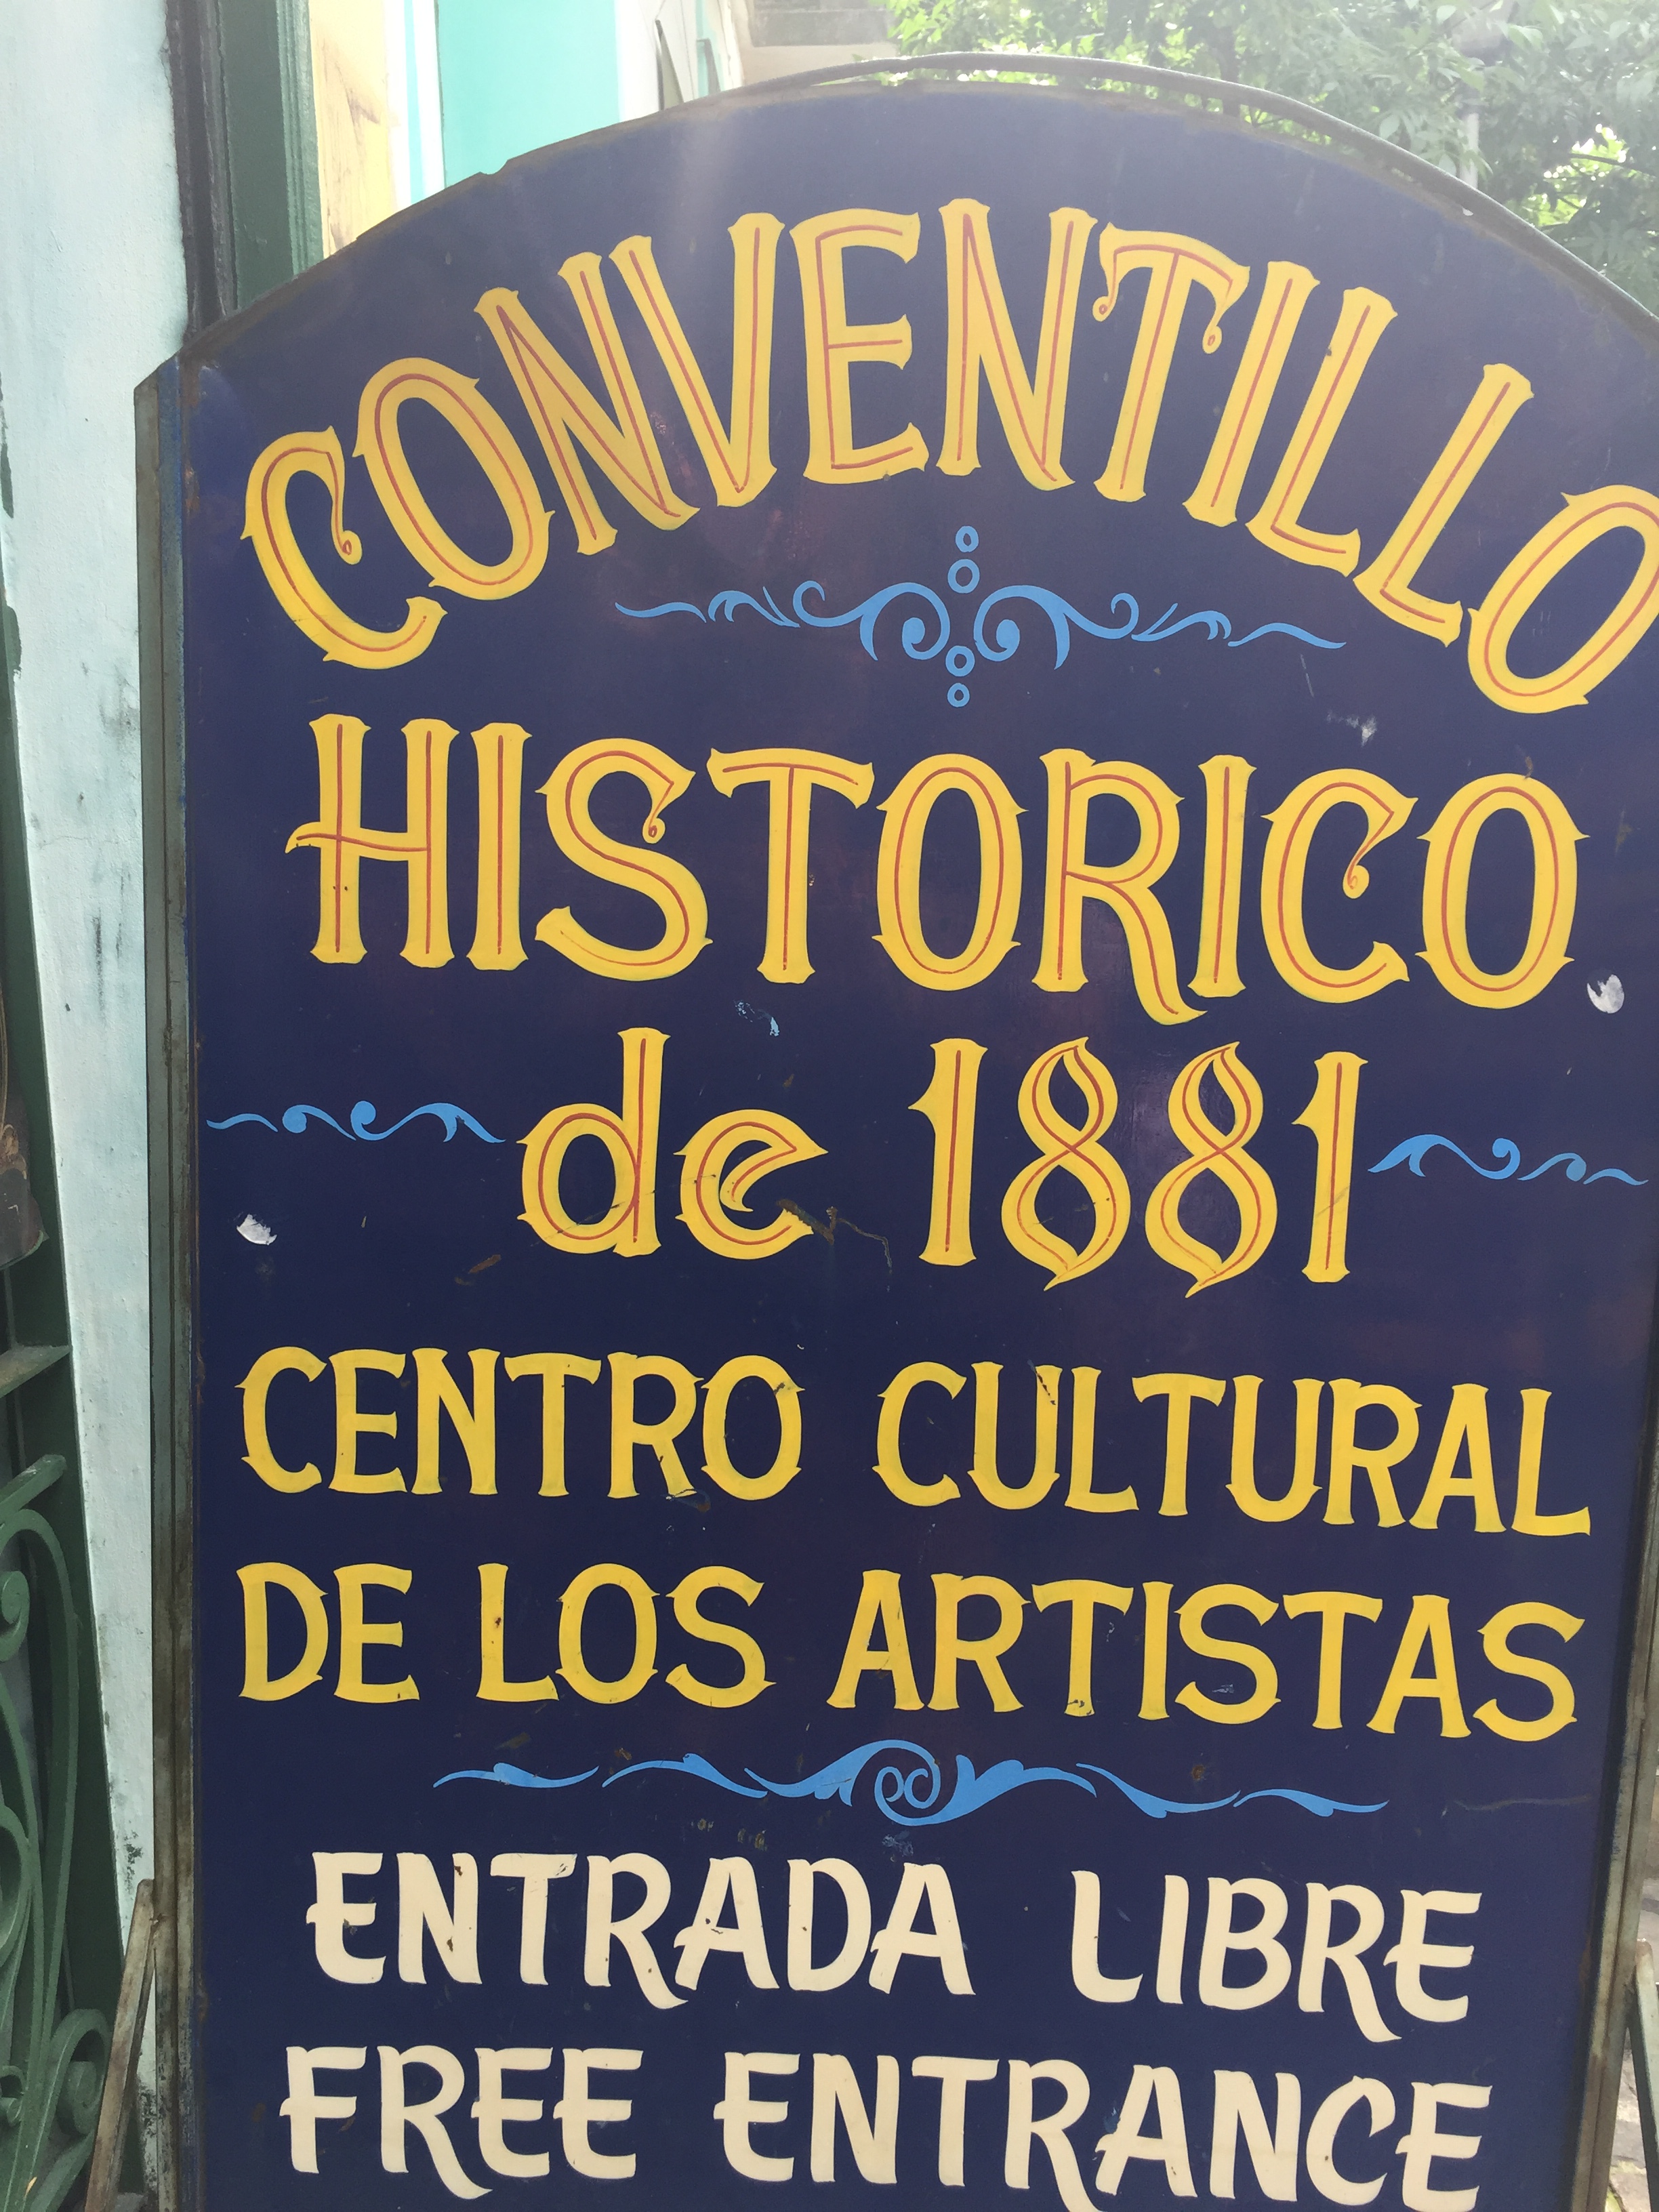 CONVENTILLO
HISTORICO
de 1881
CENTRO CULTURAL
DE LOS ARTISTAS
ENTRADA LIBRE
FREE ENTRANCE